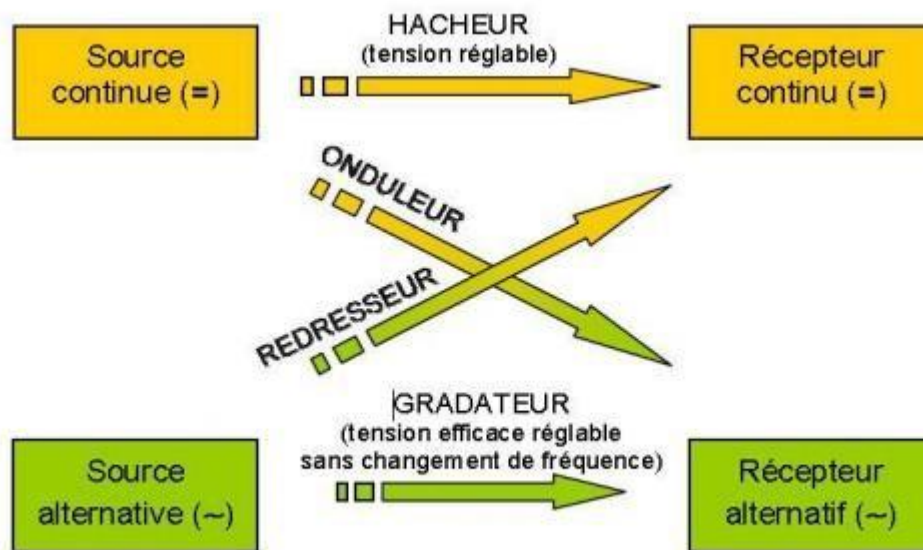 HACHEUR
(tension réglable)
Source
continue (=)
Récepteur
continu (=)
ONDULEUR
REDRESSEUR
GRADATEUR
(tension efficace réglable
sans changement de fréquence)
Source
alternative (~)
Récepteur
alternatif (~)